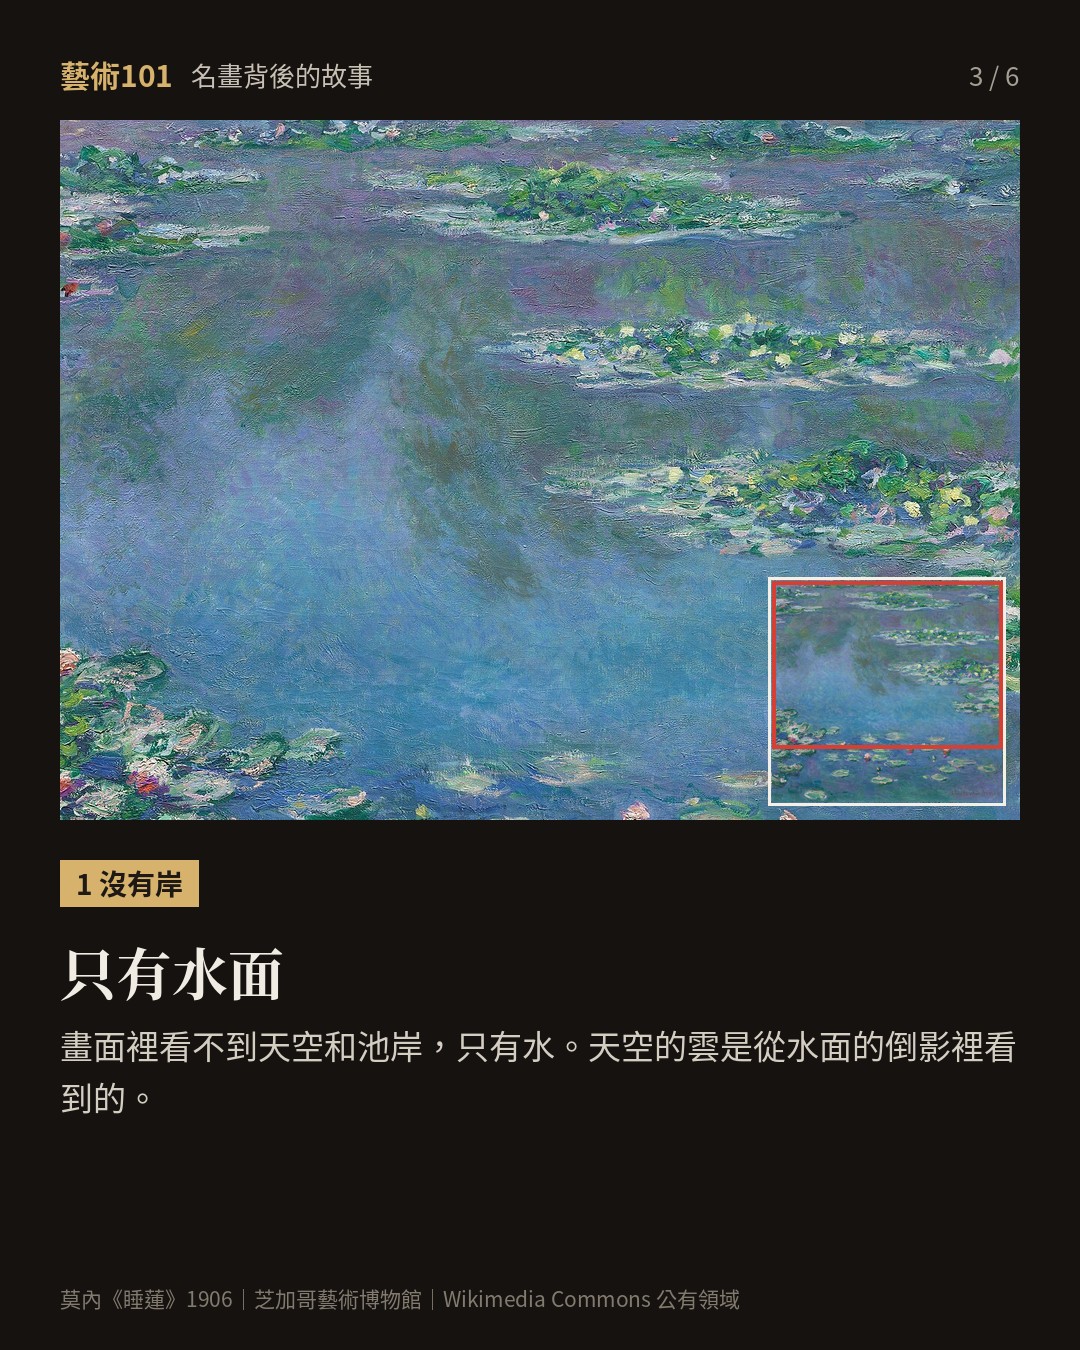 藝術101 名畫背後的故事
3 / 6
1 沒有岸
只有水面
畫面裡看不到天空和池岸，只有水。天空的雲是從水面的倒影裡看
到的。
莫內《睡蓮》1906｜芝加哥藝術博物館｜Wikimedia Commons 公有領域